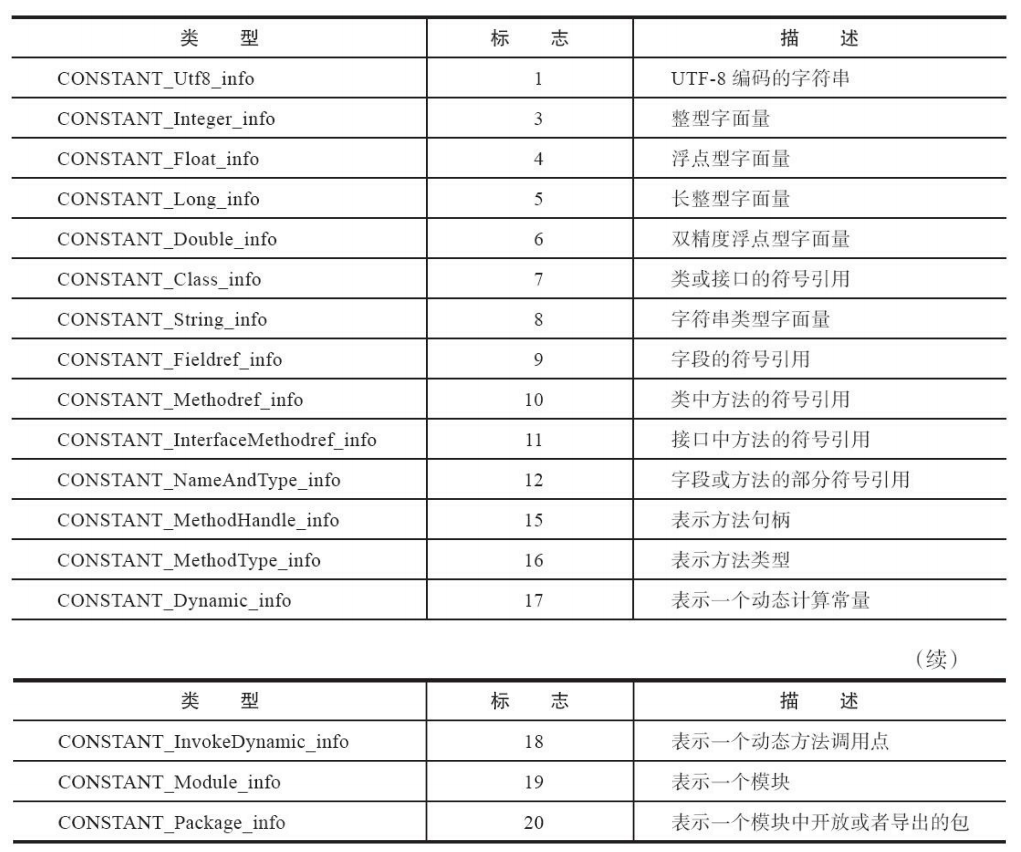 类 型 标 志 描 述
CONSTANT_Utf8_info 1 UTF-8 编码的字符串
CONSTANT_Integer_info 3 整型字面量
CONSTANT_Float_info 4 浮点型字面量
CONSTANT_Long_info 5 长整型字面量
CONSTANT_Double_info 6 双精度浮点型字面量
CONSTANT_Class_info 7 类或接口的符号引用
CONSTANT_String_info 8 字符串类型字面量
CONSTANT_Fieldref_info 9 字段的符号引用
CONSTANT_Methodref_info 10 类中方法的符号引用
CONSTANT_InterfaceMethodref_info 11 接口中方法的符号引用
CONSTANT_NameAndType_info 12 字段或方法的部分符号引用
CONSTANT_MethodHandle_info 15 表示方法句柄
CONSTANT_MethodType_info 16 表示方法类型
CONSTANT_Dynamic_info 17 表示一个动态计算常量
（续）
类 型 标 志 描 述
CONSTANT_InvokeDynamic_info 18 表示一个动态方法调用点
CONSTANT_Module_info 19 表示一个模块
CONSTANT_Package_info 20 表示一个模块中开放或者导出的包